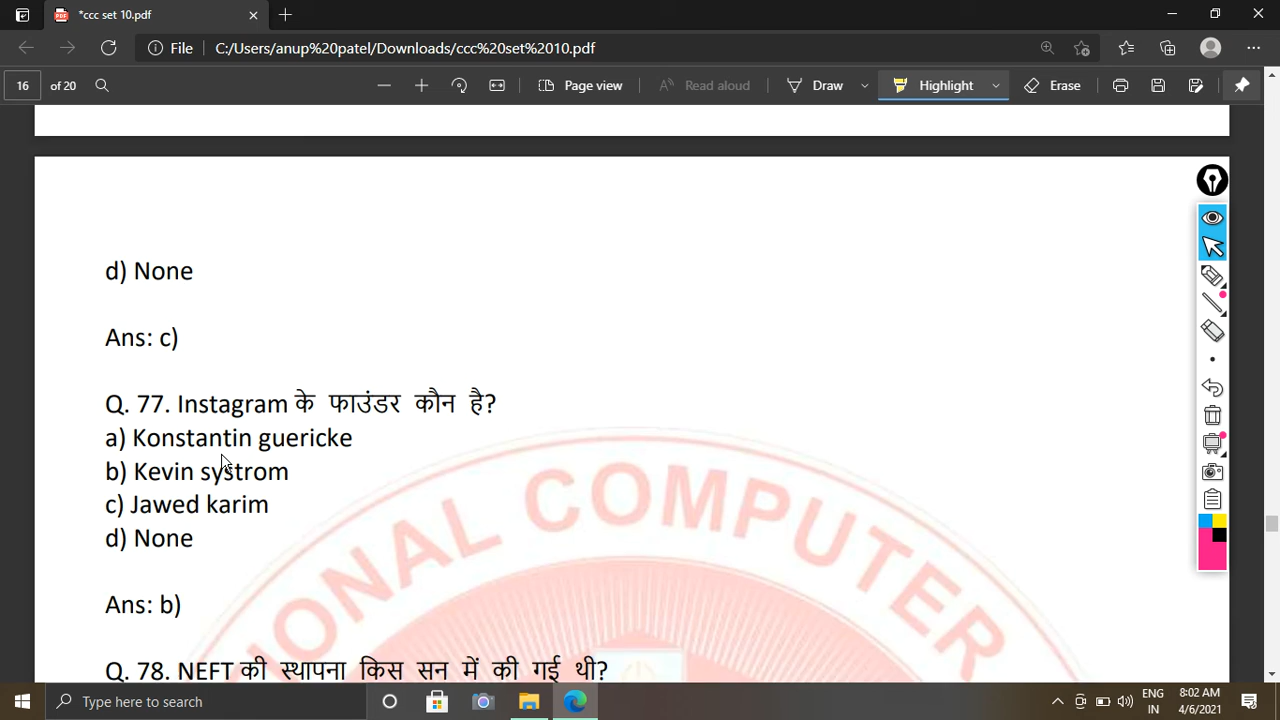 *ccc set 10.pdf
File C:/Users/anup%20patel/Downloads/ccc%20set%2010.pdf
16 of 20 Page view Read aloud Draw Highlight Erase
d) None
Ans: c)
Q. 77. Instagram के फाउंडर कौन है?
a) Konstantin guericke
b) Kevin systrom
c) Jawed karim
d) None
Ans: b)
Q. 78. NEFT की स्थापना किस सन में की गई थी?
IONAL COMPUTER
Type here to search
ENG 8:02 AM
IN 4/6/2021